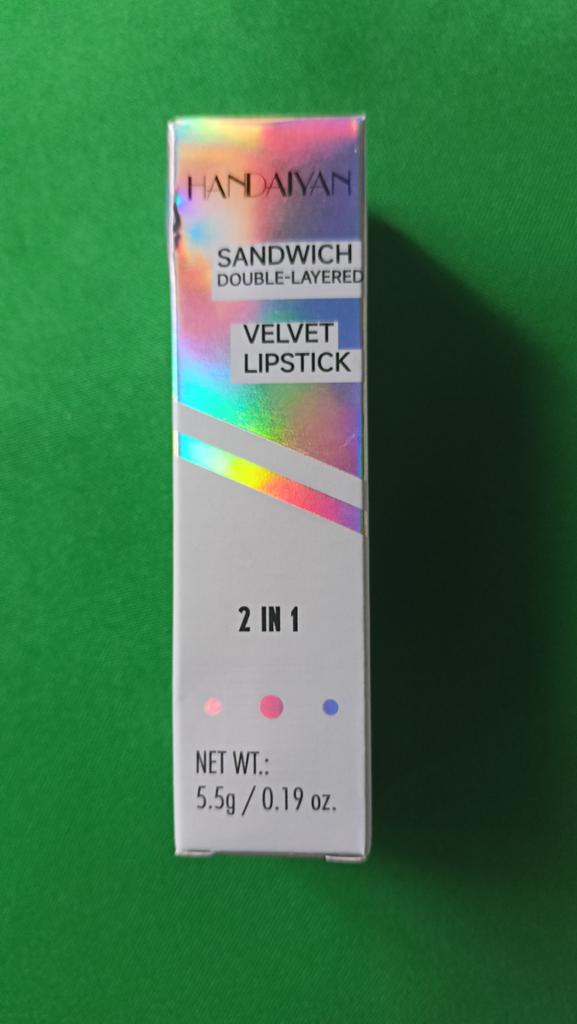 HANDAIYAN
SANDWICH
DOUBLE-LAYERED
VELVET
LIPSTICK
2 IN 1
NET WT.:
5.5g / 0.19 oz.